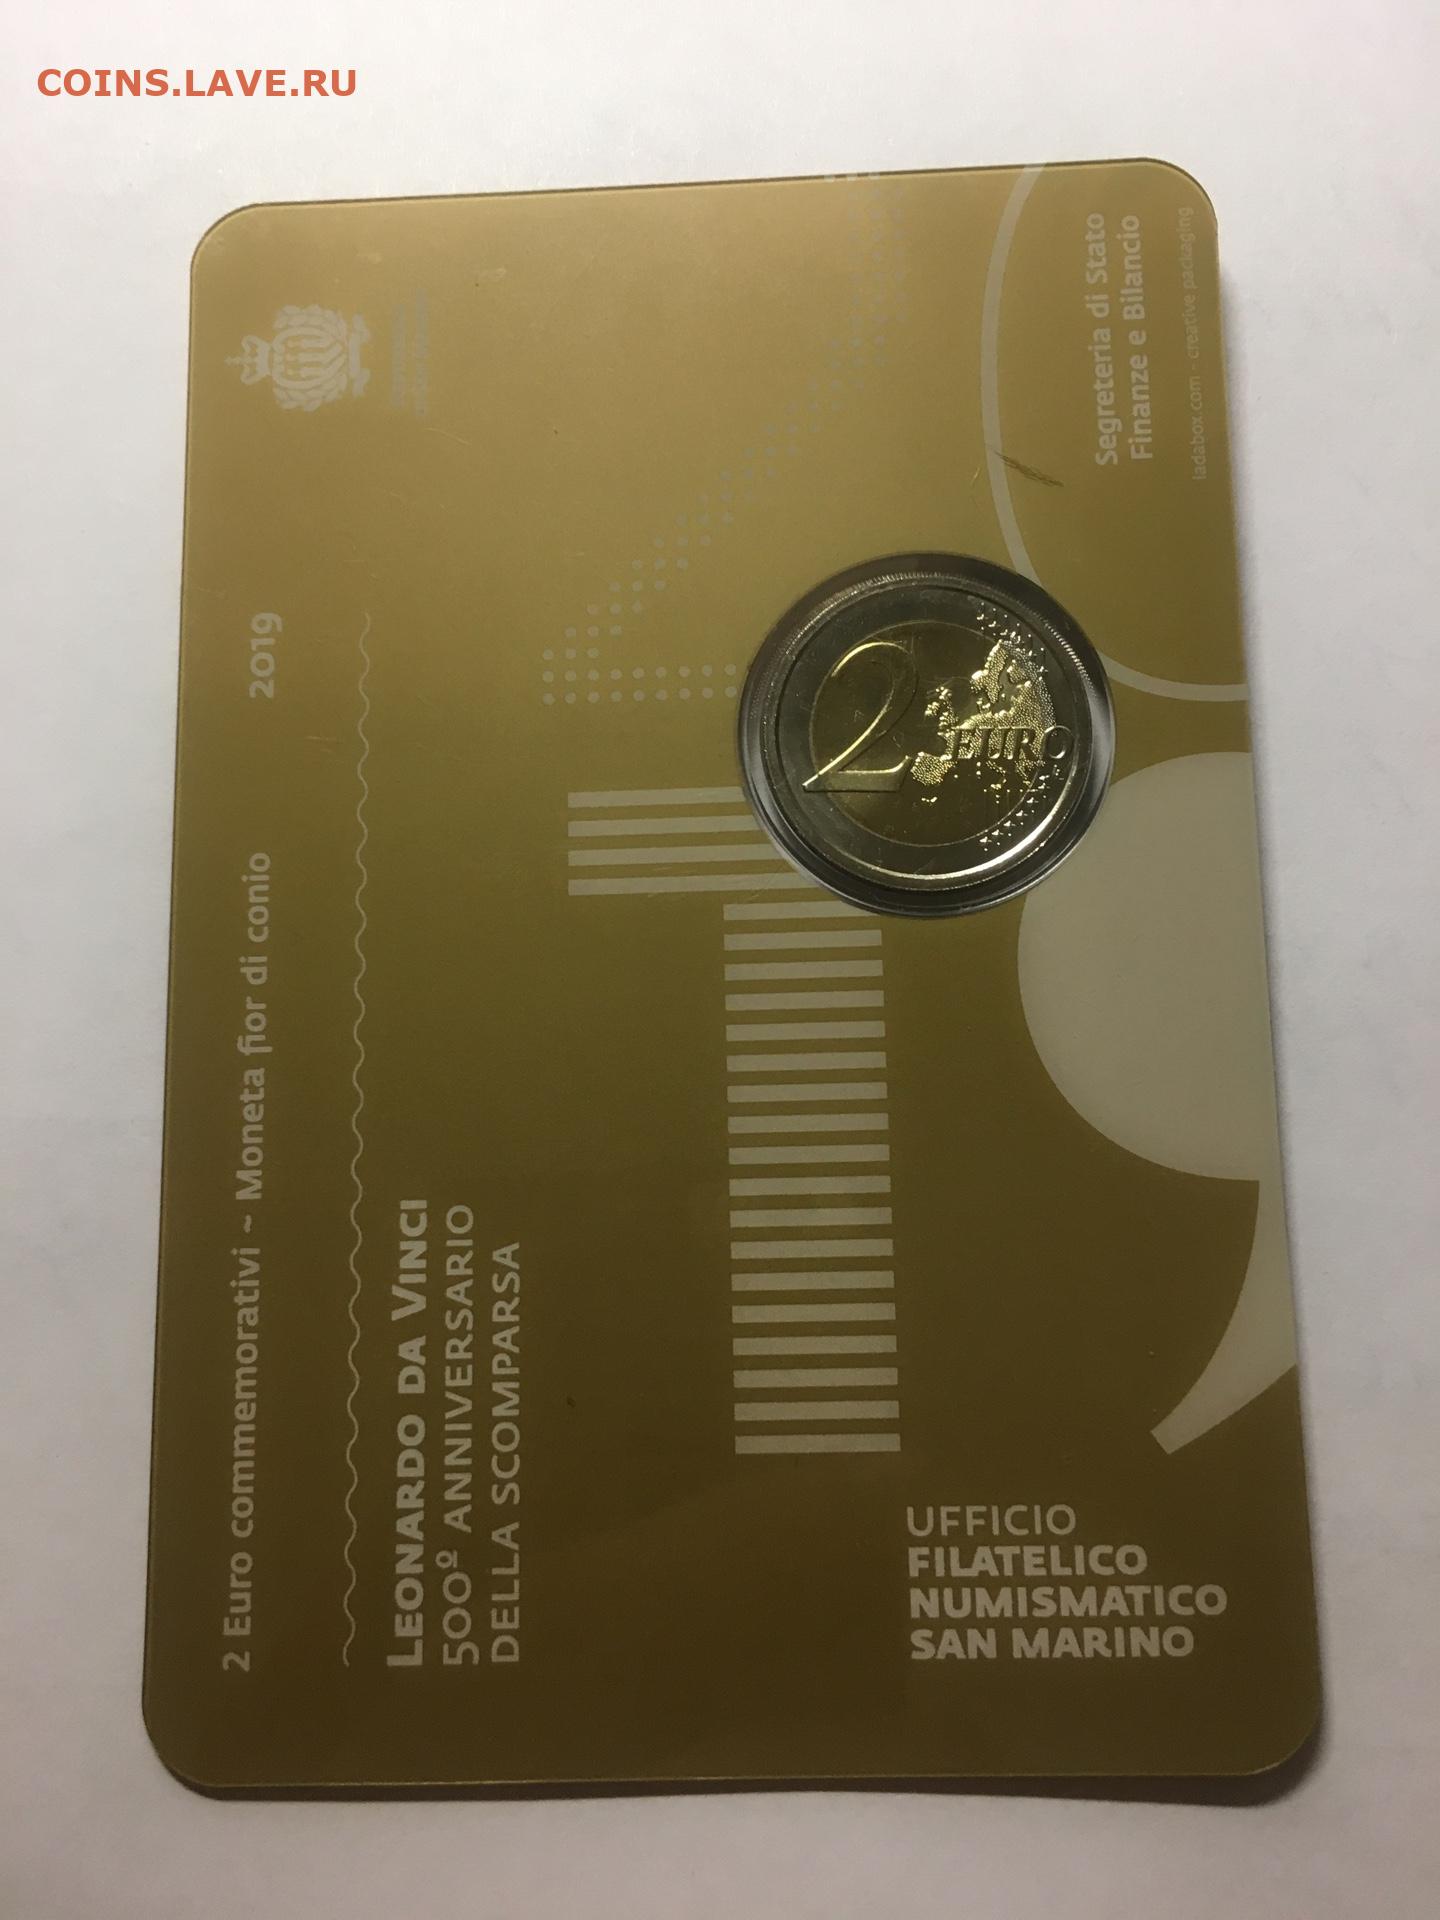 COINS.LAVE.RU
2 Euro commemorativi ~ Moneta fior di conio 2019
LEONARDO DA VINCI
500º ANNIVERSARIO
DELLA SCOMPARSA
2
EURO
Segreteria di Stato
Finanze e Bilancio
ladabox.com - creative packaging
UFFICIO
FILATELICO
NUMISMATICO
SAN MARINO